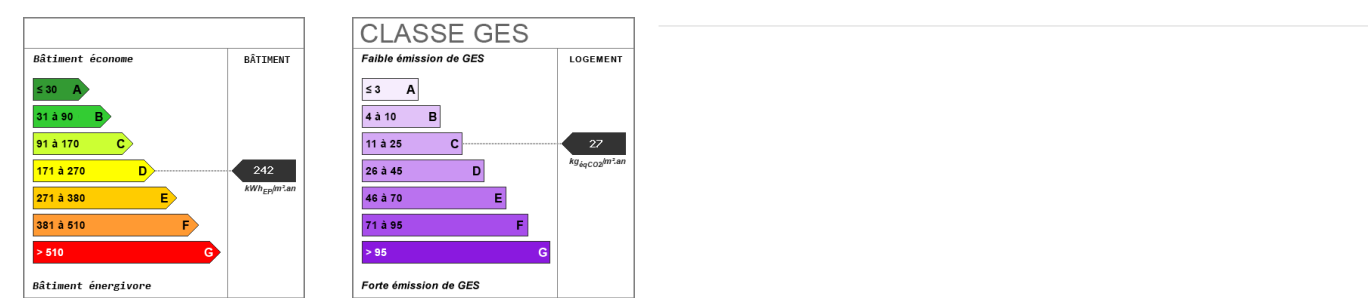 Bâtiment économe
BÂTIMENT
≤ 30 A
31 à 90 B
91 à 170 C
171 à 270 D
242
kWhEP/m².an
271 à 380 E
381 à 510 F
> 510 G
Bâtiment énergivore
CLASSE GES
Faible émission de GES
LOGEMENT
≤ 3 A
4 à 10 B
11 à 25 C
27
kgéqCO2/m².an
26 à 45 D
46 à 70 E
71 à 95 F
> 95 G
Forte émission de GES